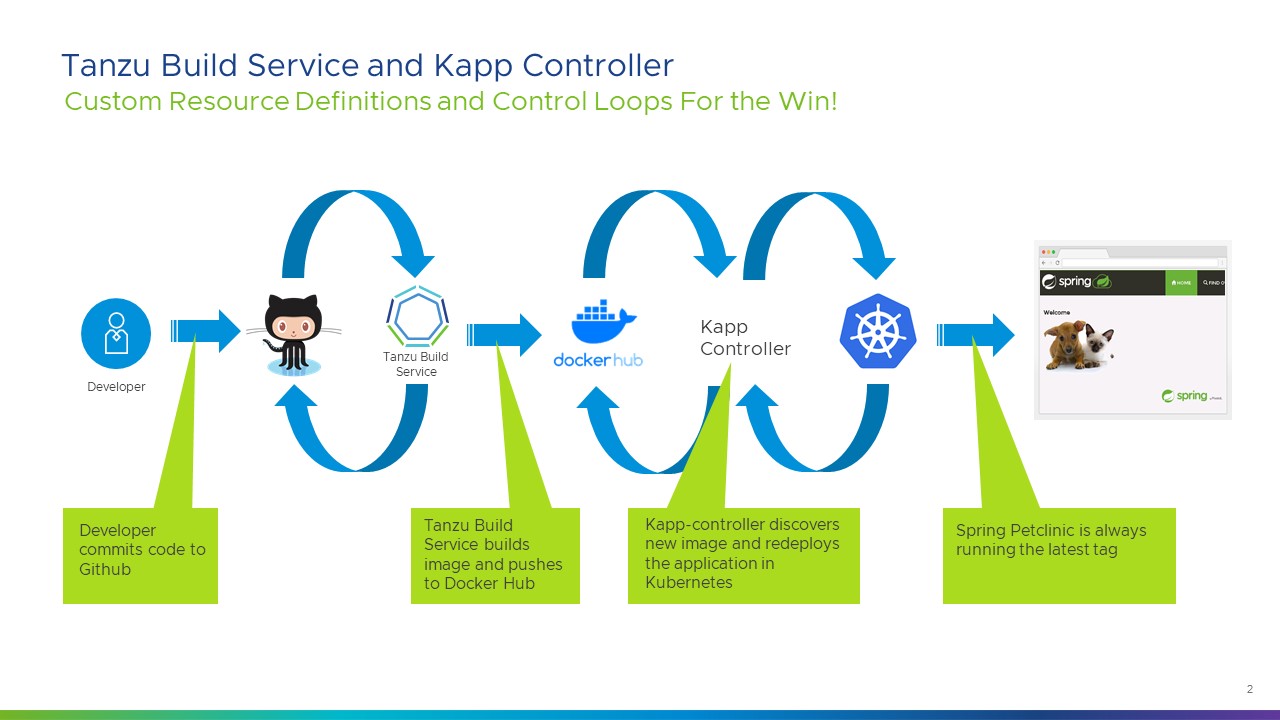 Tanzu Build Service and Kapp Controller
Custom Resource Definitions and Control Loops For the Win!
Developer
Tanzu Build
Service
dockerhub
Kapp
Controller
spring
HOME
Welcome
spring
Developer
commits code to
Github
Tanzu Build
Service builds
image and pushes
to Docker Hub
Kapp-controller discovers
new image and redeploys
the application in
Kubernetes
Spring Petclinic is always
running the latest tag
2